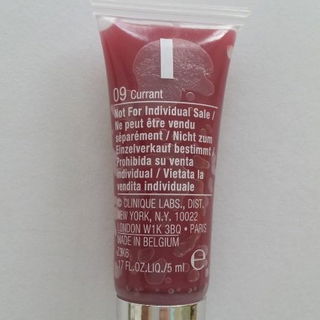 09 Currant
Not For Individual Sale /
Ne peut être vendu
séparément / Nicht zum
Einzelverkauf bestimmt /
Prohibida su venta
individual / Vietata la
vendita individuale
CLINIQUE LABS., DIST.
NEW YORK, N.Y. 10022
LONDON W1K 3BQ • PARIS
MADE IN BELGIUM
.17 FL.OZ.LIQ./5 ml e